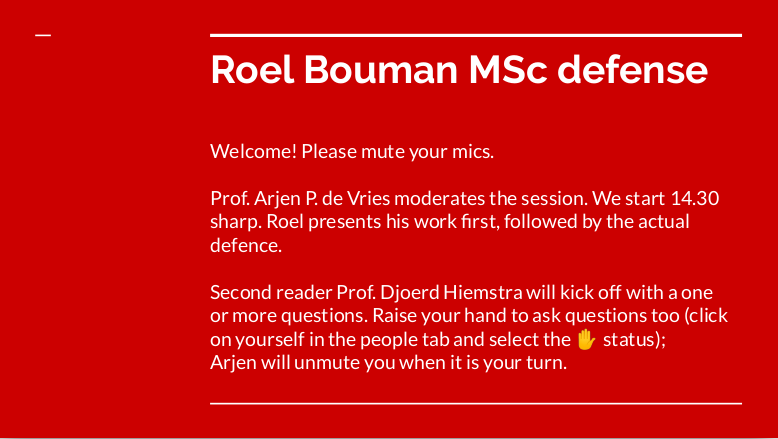 Roel Bouman MSc defense
Welcome! Please mute your mics.
Prof. Arjen P. de Vries moderates the session. We start 14.30
sharp. Roel presents his work first, followed by the actual
defence.
Second reader Prof. Djoerd Hiemstra will kick off with a one
or more questions. Raise your hand to ask questions too (click
on yourself in the people tab and select the ✋ status);
Arjen will unmute you when it is your turn.